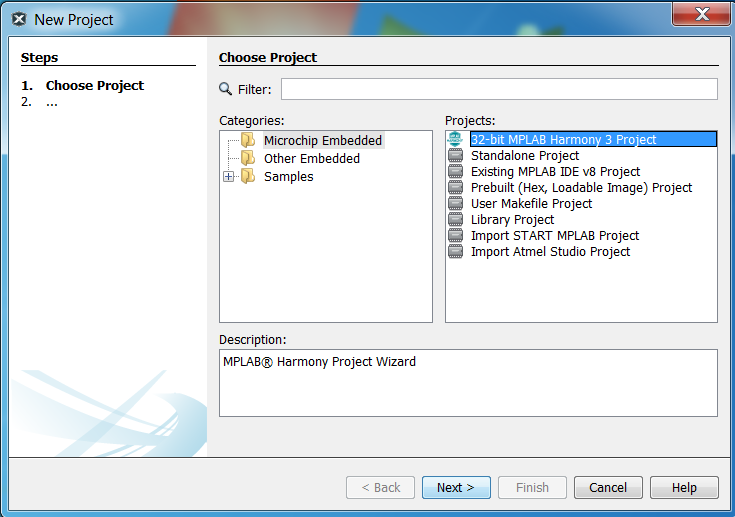 New Project
Steps
1. Choose Project
2. ...
Choose Project
Filter:
Categories:
Microchip Embedded
Other Embedded
Samples
Projects:
32-bit MPLAB Harmony 3 Project
Standalone Project
Existing MPLAB IDE v8 Project
Prebuilt (Hex, Loadable Image) Project
User Makefile Project
Library Project
Import START MPLAB Project
Import Atmel Studio Project
Description:
MPLAB® Harmony Project Wizard
< Back
Next >
Finish
Cancel
Help